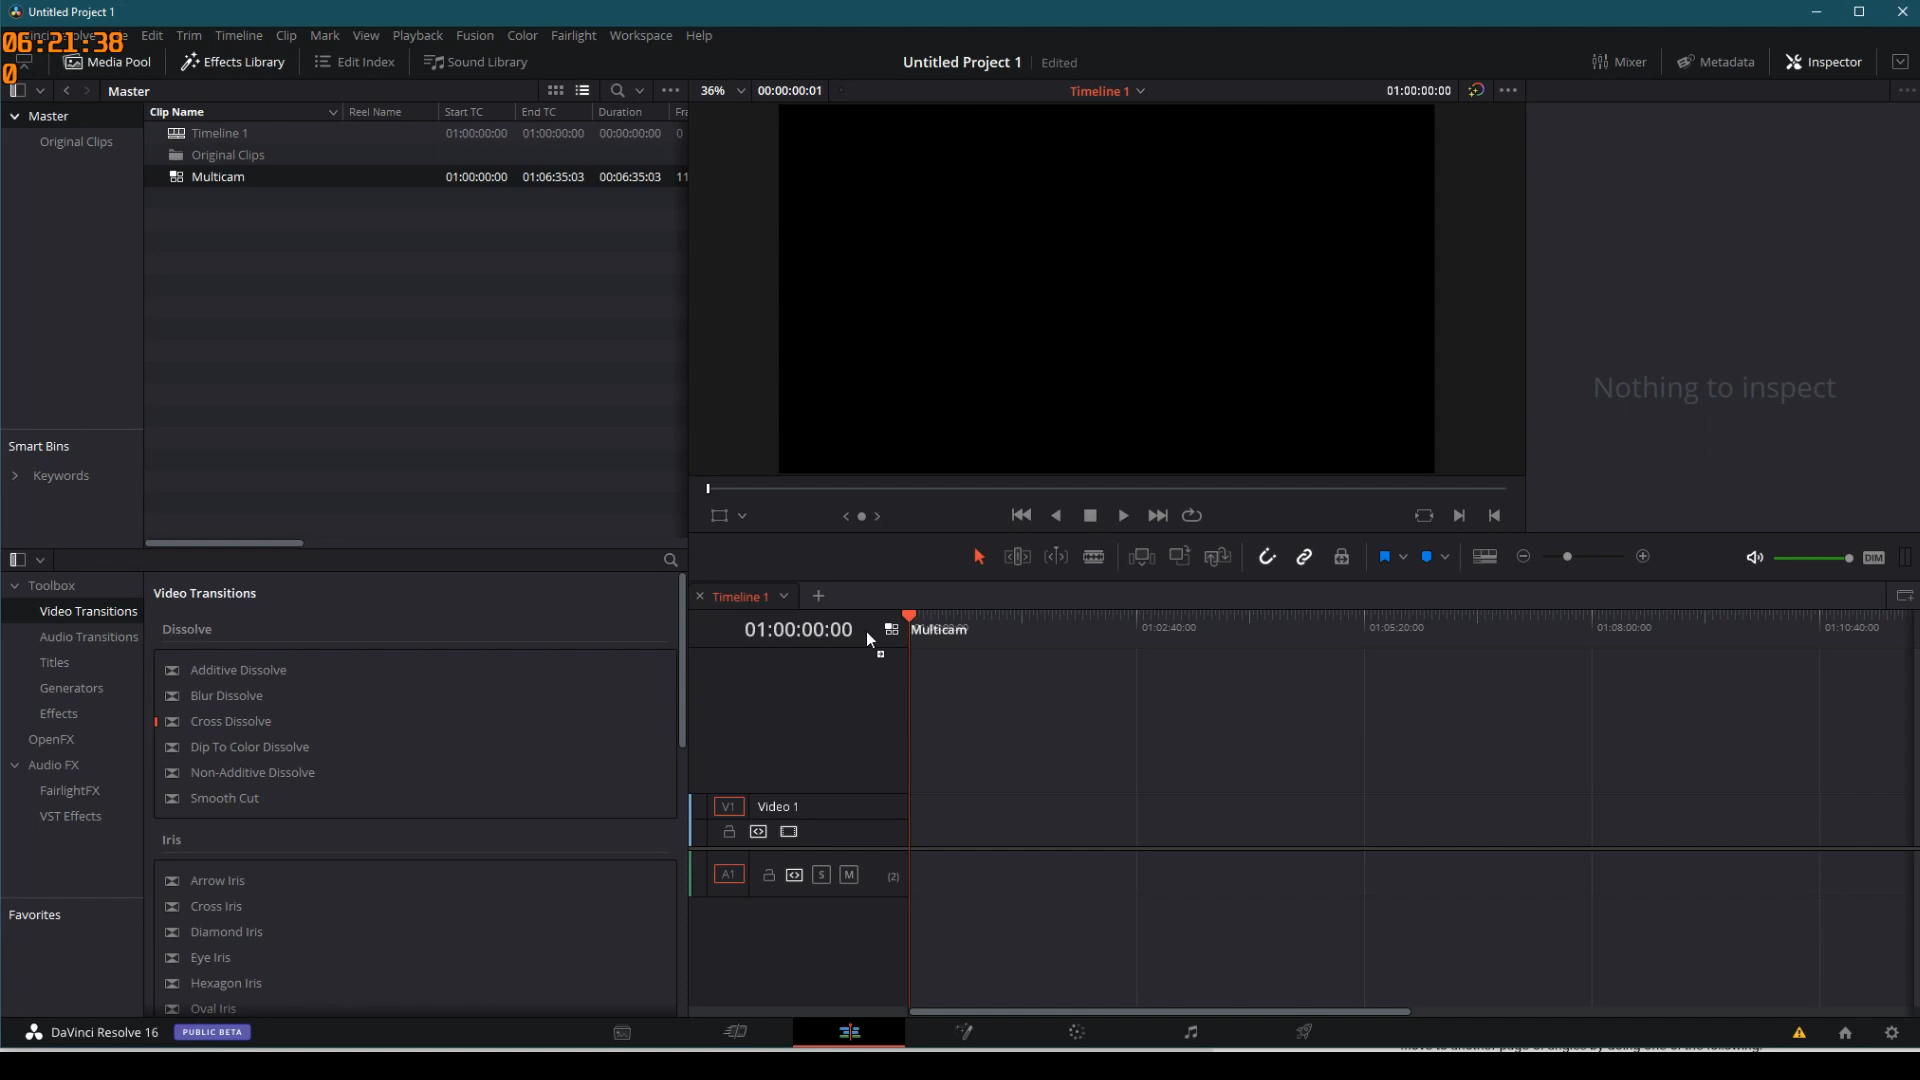 Untitled Project 1
06:21:38
0
Edit Trim Timeline Clip Mark View Playback Fusion Color Fairlight Workspace Help
Media Pool Effects Library Edit Index Sound Library Untitled Project 1 Edited Mixer Metadata Inspector
Master 36% 00:00:00:01 Timeline 1 01:00:00:00
Master Clip Name Reel Name Start TC End TC Duration Fra
Timeline 1 01:00:00:00 01:00:00:00 00:00:00:00 0
Original Clips
Original Clips
Multicam 01:00:00:00 01:06:35:03 00:06:35:03 11
Nothing to inspect
Smart Bins
Keywords
DIM
Toolbox Video Transitions
Timeline 1
Video Transitions
Dissolve 01:00:00:00 Multicam 01:02:40:00 01:05:20:00 01:08:00:00 01:10:40:00
Audio Transitions
Titles Additive Dissolve
Generators Blur Dissolve
Effects Cross Dissolve
OpenFX Dip To Color Dissolve
Audio FX Non-Additive Dissolve
FairlightFX Smooth Cut V1 Video 1
VST Effects
Iris
Arrow Iris A1 S M (2)
Cross Iris
Favorites
Diamond Iris
Eye Iris
Hexagon Iris
Oval Iris
DaVinci Resolve 16 PUBLIC BETA